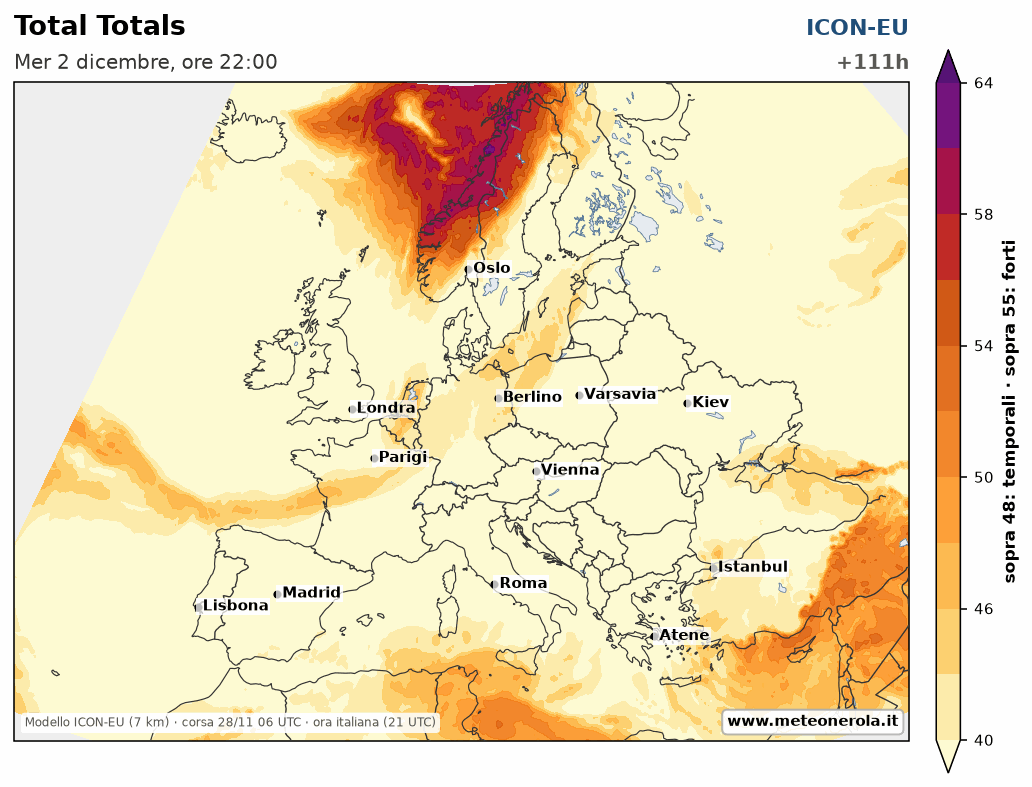 Total Totals
ICON-EU
Mer 2 dicembre, ore 22:00
+111h
64
58
54
50
46
40
sopra 48: temporali · sopra 55: forti
Oslo
Londra
Berlino
Varsavia
Kiev
Parigi
Vienna
Istanbul
Roma
Madrid
Lisbona
Atene
Modello ICON-EU (7 km) · corsa 28/11 06 UTC · ora italiana (21 UTC)
www.meteonerola.it